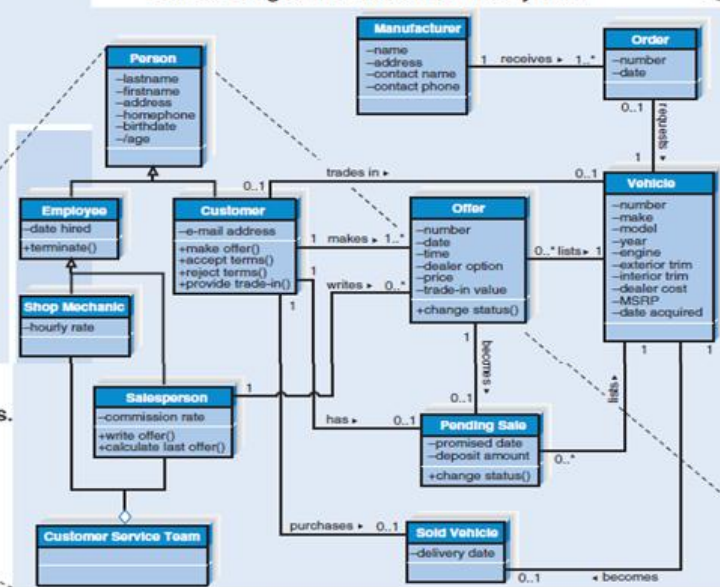 Manufacturer
–name
–address
–contact name
–contact phone
1 receives ▸ 1..*
Order
–number
–date
0..1
requests ▸
1
Person
–lastname
–firstname
–address
–homephone
–birthdate
–/age
trades in ▸
0..1
0..1
Employee
–date hired
+terminate()
Customer
–e-mail address
+make offer()
+accept terms()
+reject terms()
+provide trade-in()
1 makes ▸ 1..*
1
1
writes ▸ 0..*
Offer
–number
–date
–time
–dealer option
–price
–trade-in value
+change status()
0..* lists ▸ 1
Vehicle
–number
–make
–model
–year
–engine
–exterior trim
–interior trim
–dealer cost
–MSRP
–date acquired
1
1
Shop Mechanic
–hourly rate
1
becomes ▸
0..1
lists ▸
Salesperson
–commission rate
+write offer()
+calculate last offer()
1
has ▸ 0..1
Pending Sale
–promised date
–deposit amount
+change status()
0..*
s.
Customer Service Team
purchases ▸ 0..1
Sold Vehicle
–delivery date
0..1
◂ becomes